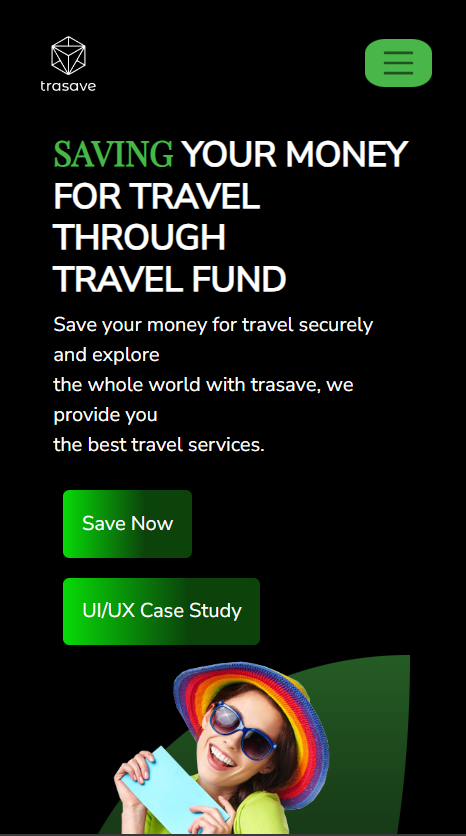 trasave
SAVING YOUR MONEY
FOR TRAVEL
THROUGH
TRAVEL FUND
Save your money for travel securely
and explore
the whole world with trasave, we
provide you
the best travel services.
Save Now
UI/UX Case Study